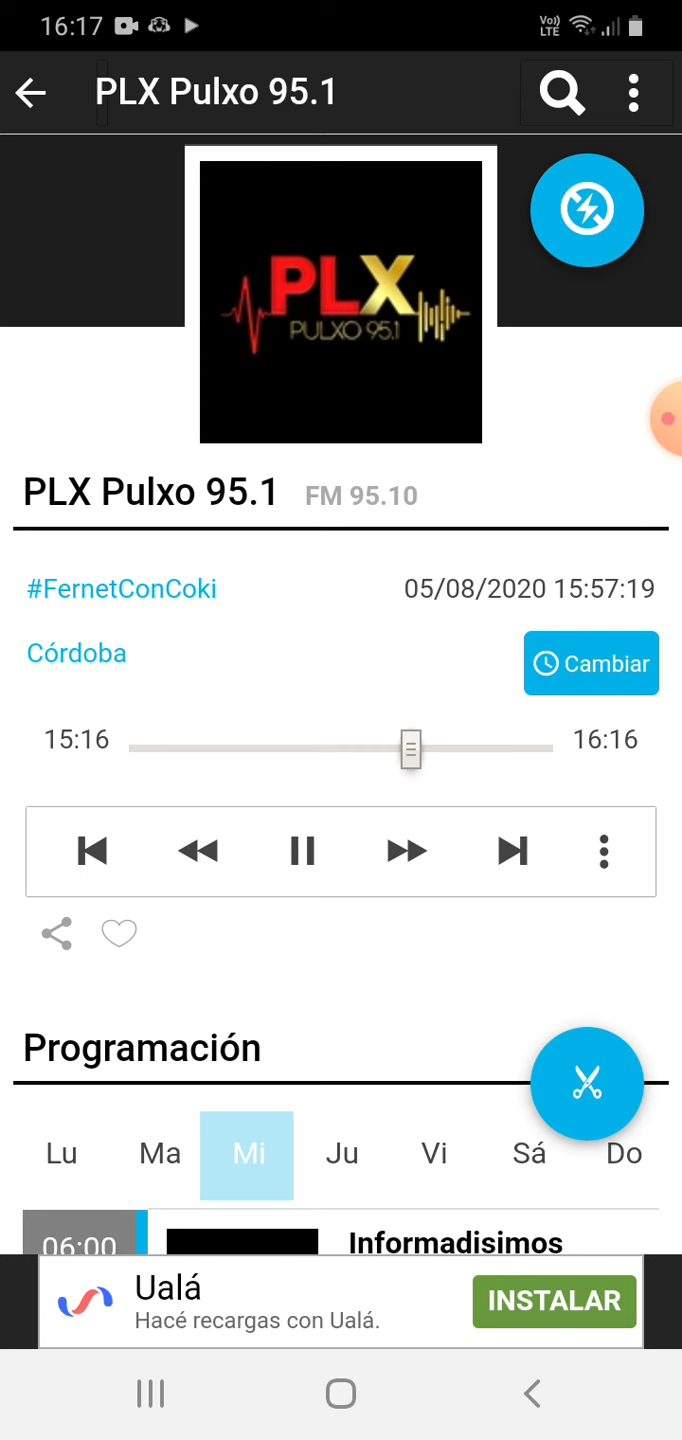 16:17
Vo))
LTE
PLX Pulxo 95.1
PLX
PULXO 95.1
PLX Pulxo 95.1 FM 95.10
#FernetConCoki 05/08/2020 15:57:19
Córdoba
Cambiar
15:16 16:16
Programación
Lu Ma Mi Ju Vi Sá Do
06:00 Informadisimos
Ualá
Hacé recargas con Ualá.
INSTALAR